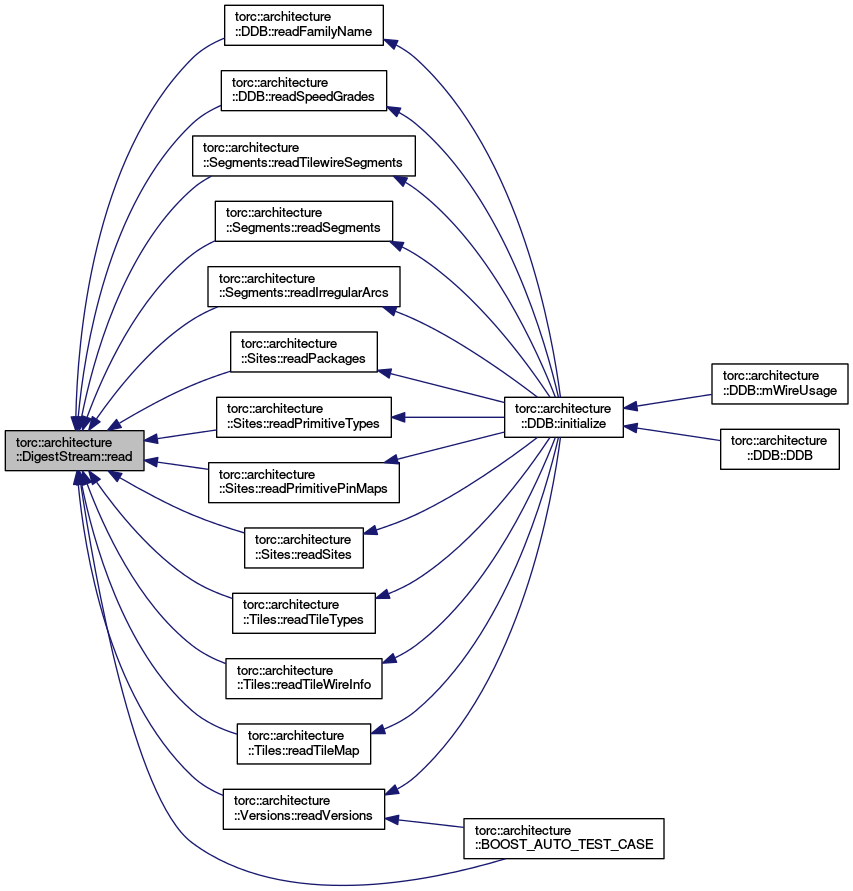 torc::architecture
::DDB::readFamilyName
torc::architecture
::DDB::readSpeedGrades
torc::architecture
::Segments::readTilewireSegments
torc::architecture
::Segments::readSegments
torc::architecture
::Segments::readIrregularArcs
torc::architecture
::Sites::readPackages
torc::architecture
::Sites::readPrimitiveTypes
torc::architecture
::DigestStream::read
torc::architecture
::Sites::readPrimitivePinMaps
torc::architecture
::Sites::readSites
torc::architecture
::Tiles::readTileTypes
torc::architecture
::Tiles::readTileWireInfo
torc::architecture
::Tiles::readTileMap
torc::architecture
::Versions::readVersions
torc::architecture
::DDB::initialize
torc::architecture
::DDB::mWireUsage
torc::architecture
::DDB::DDB
torc::architecture
::BOOST_AUTO_TEST_CASE